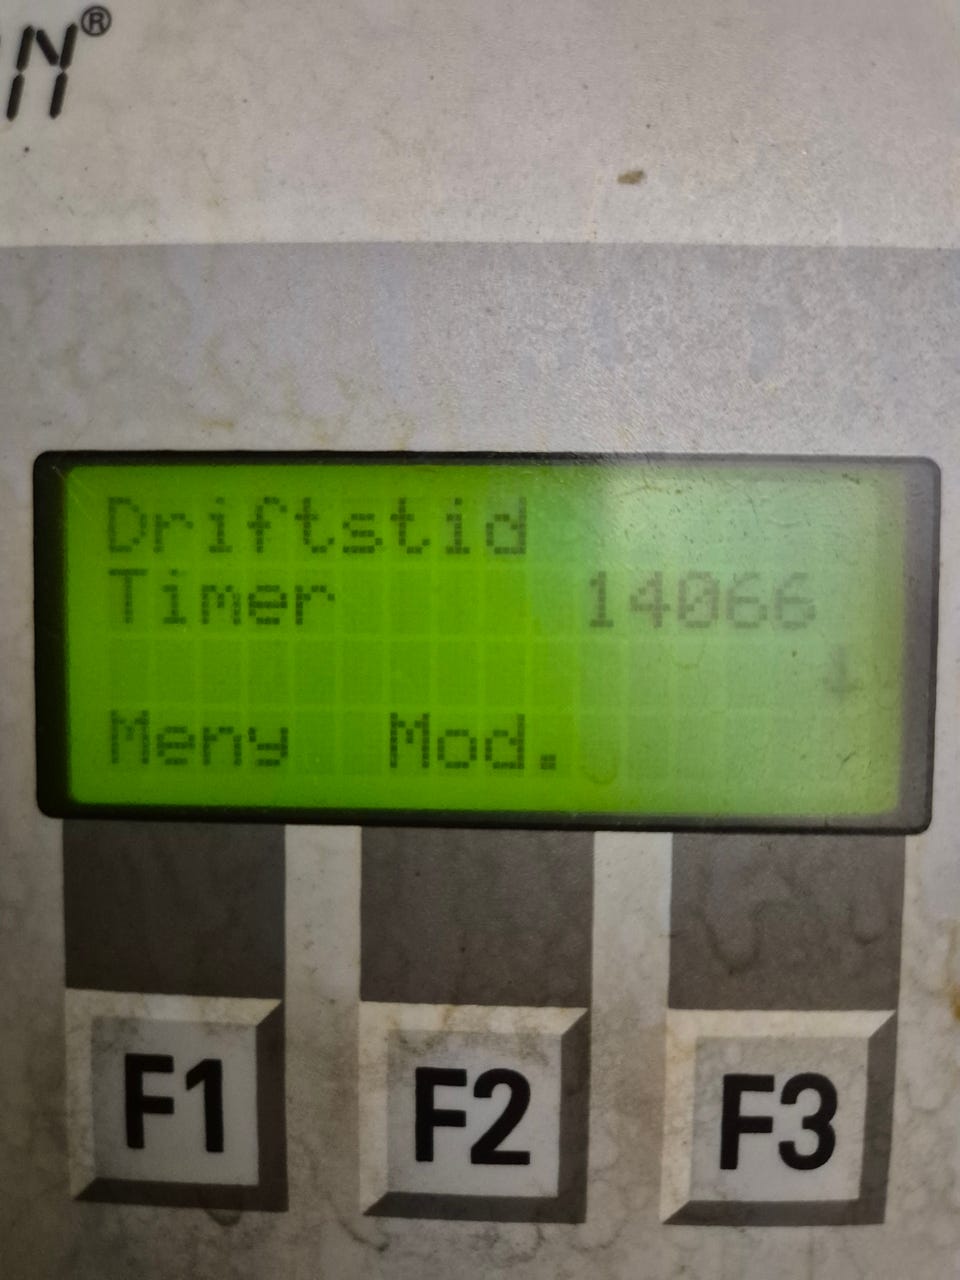 N®
Driftstid
Timer 14066
↓
Meny Mod.
F1 F2 F3